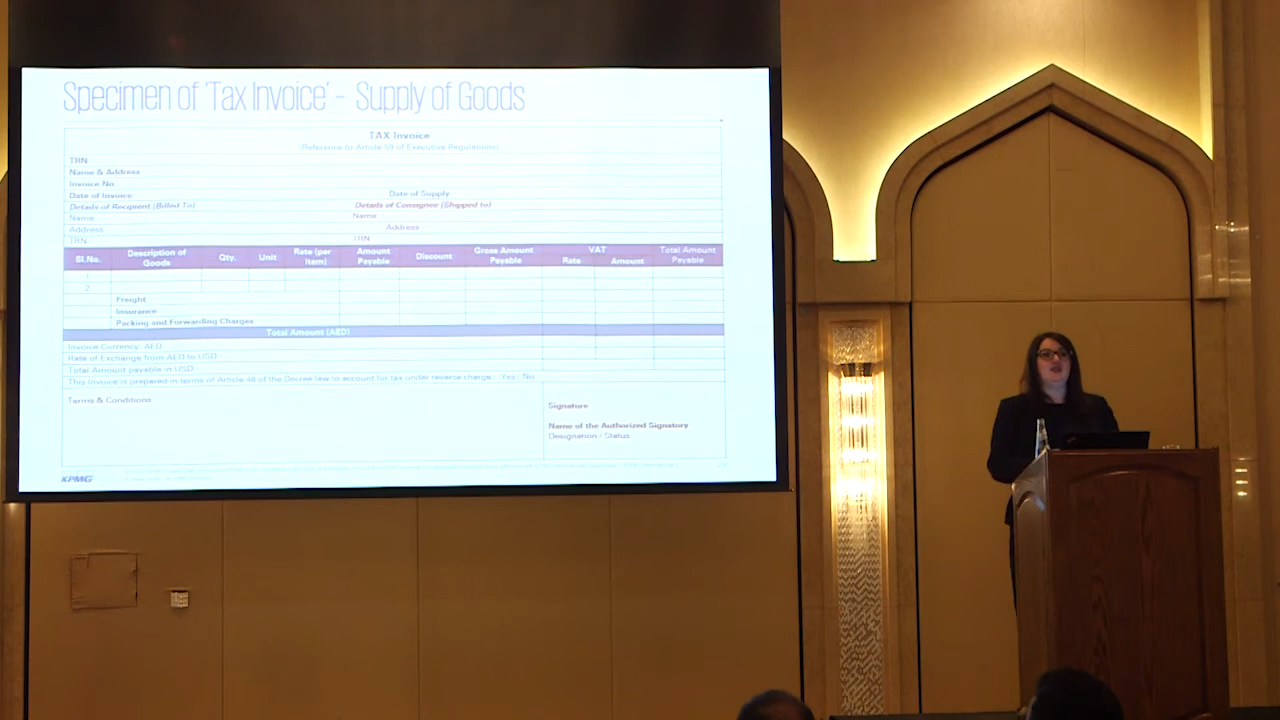 Specimen of 'Tax Invoice' – Supply of Goods
TAX Invoice
(Reference to Article 59 of Executive Regulations)
TRN
Name & Address
Invoice No
Date of Invoice Date of Supply
Details of Recipient (Billed To) Details of Consignee (Shipped to)
Name Name
Address Address
TRN TRN
Sl.No. Description of Goods Qty. Unit Rate (per item) Amount Payable Discount Gross Amount Payable VAT Rate Amount Total Amount Payable
1
2
Freight
Insurance
Packing and Forwarding Charges
Total Amount (AED)
Invoice Currency: AED
Rate of Exchange from AED to USD
Total Amount payable in USD
This Invoice is prepared in terms of Article 48 of the Decree law to account for tax under reverse charge : Yes / No
Terms & Conditions
Signature
Name of the Authorized Signatory
Designation / Status
KPMG